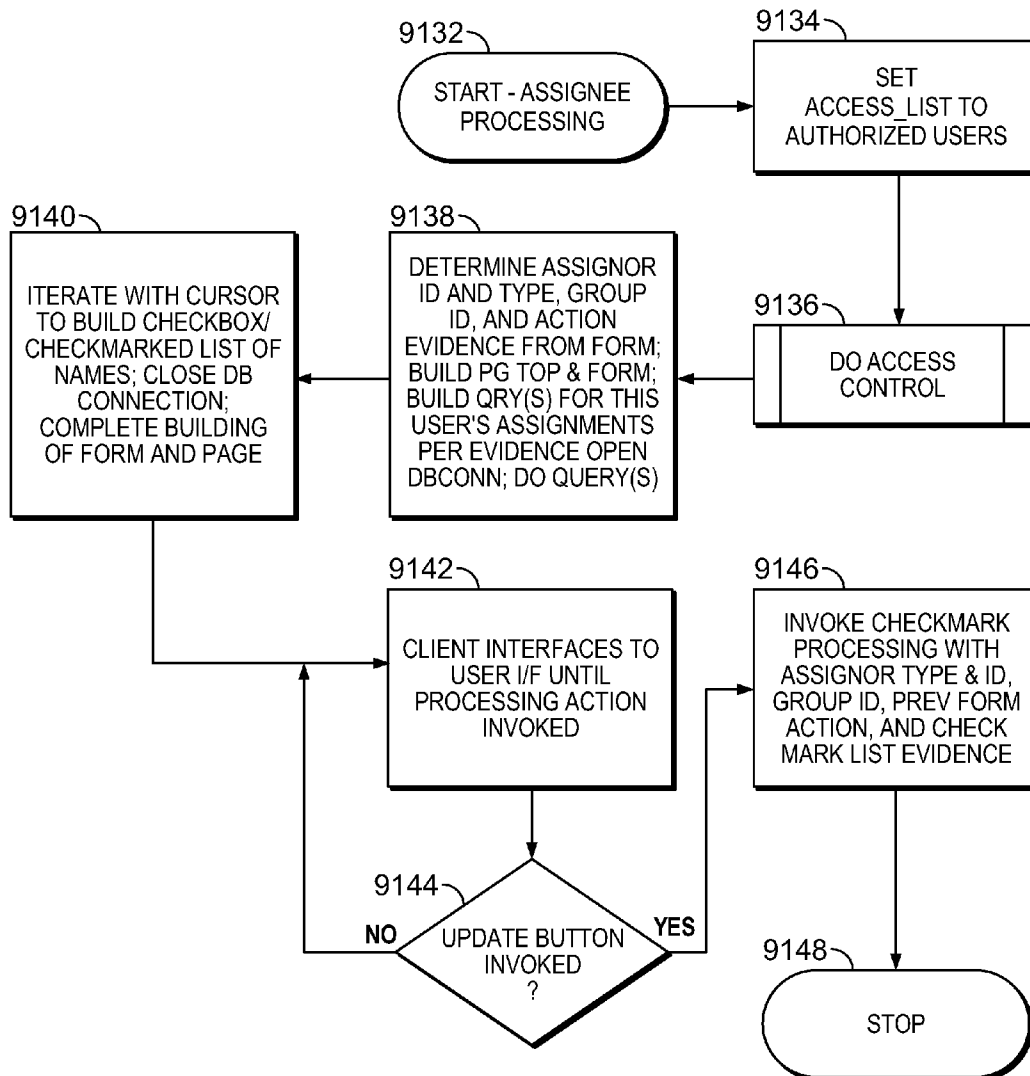 9132
START - ASSIGNEE
PROCESSING
9134
SET
ACCESS_LIST TO
AUTHORIZED USERS
9136
DO ACCESS
CONTROL
9138
DETERMINE ASSIGNOR
ID AND TYPE, GROUP
ID, AND ACTION
EVIDENCE FROM FORM;
BUILD PG TOP & FORM;
BUILD QRY(S) FOR THIS
USER'S ASSIGNMENTS
PER EVIDENCE OPEN
DBCONN; DO QUERY(S)
9140
ITERATE WITH CURSOR
TO BUILD CHECKBOX/
CHECKMARKED LIST OF
NAMES; CLOSE DB
CONNECTION;
COMPLETE BUILDING
OF FORM AND PAGE
9142
CLIENT INTERFACES TO
USER I/F UNTIL
PROCESSING ACTION
INVOKED
9144
UPDATE BUTTON
INVOKED
?
NO
YES
9146
INVOKE CHECKMARK
PROCESSING WITH
ASSIGNOR TYPE & ID,
GROUP ID, PREV FORM
ACTION, AND CHECK
MARK LIST EVIDENCE
9148
STOP